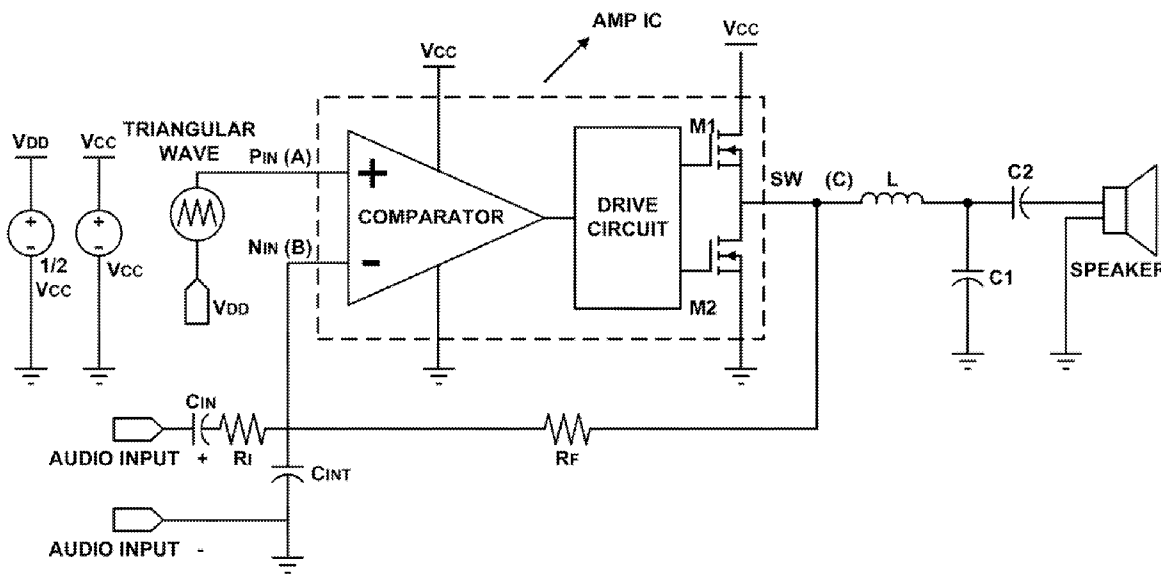 AMP IC
VCC
VCC
TRIANGULAR
WAVE
VDD
VCC
PIN (A)
M1
+
SW (C)
L
C2
COMPARATOR
DRIVE
CIRCUIT
+
-
+
-
NIN (B)
-
1/2
VCC
VCC
VDD
M2
C1
SPEAKER
CIN
AUDIO INPUT +
RI
RF
CINT
AUDIO INPUT -